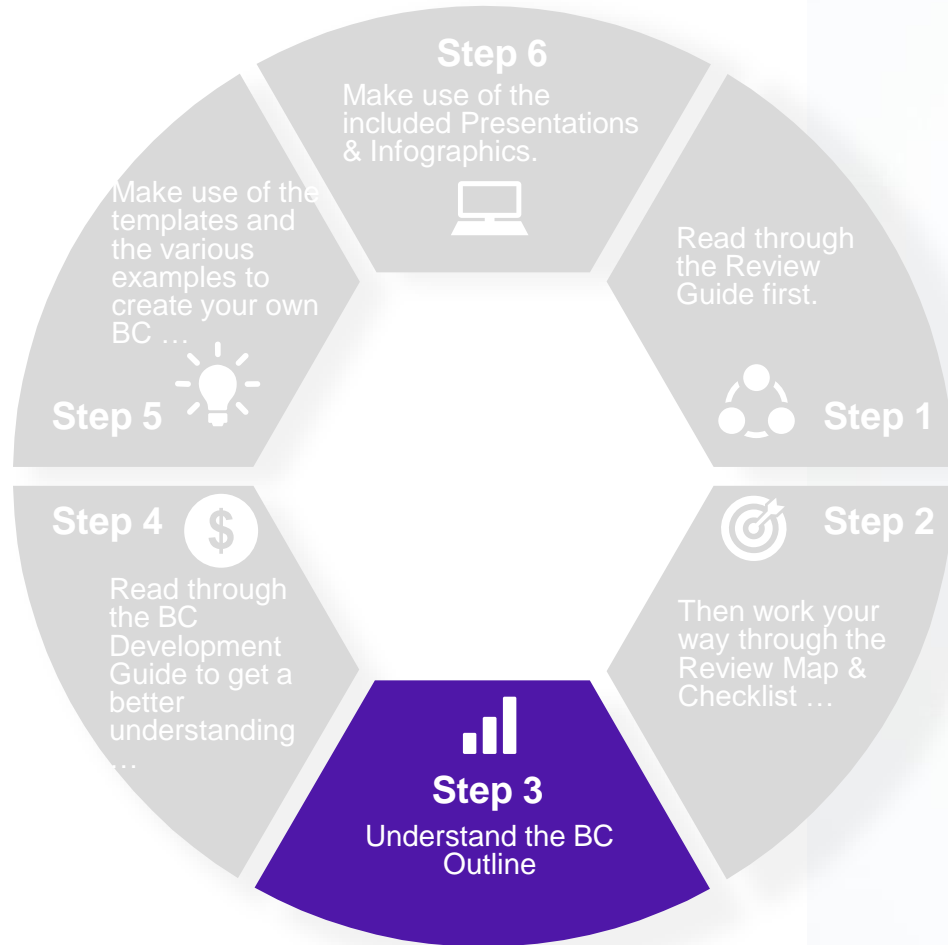 Step 6
Make use of the
included Presentations
& Infographics.
Read through
the Review
Guide first.
Step 1
Step 2
Then work your
way through the
Review Map &
Checklist …
Step 3
Understand the BC
Outline
Step 4
$
Read through
the BC
Development
Guide to get a
better
understanding
…
Make use of the
templates and
the various
examples to
create your own
BC …
Step 5